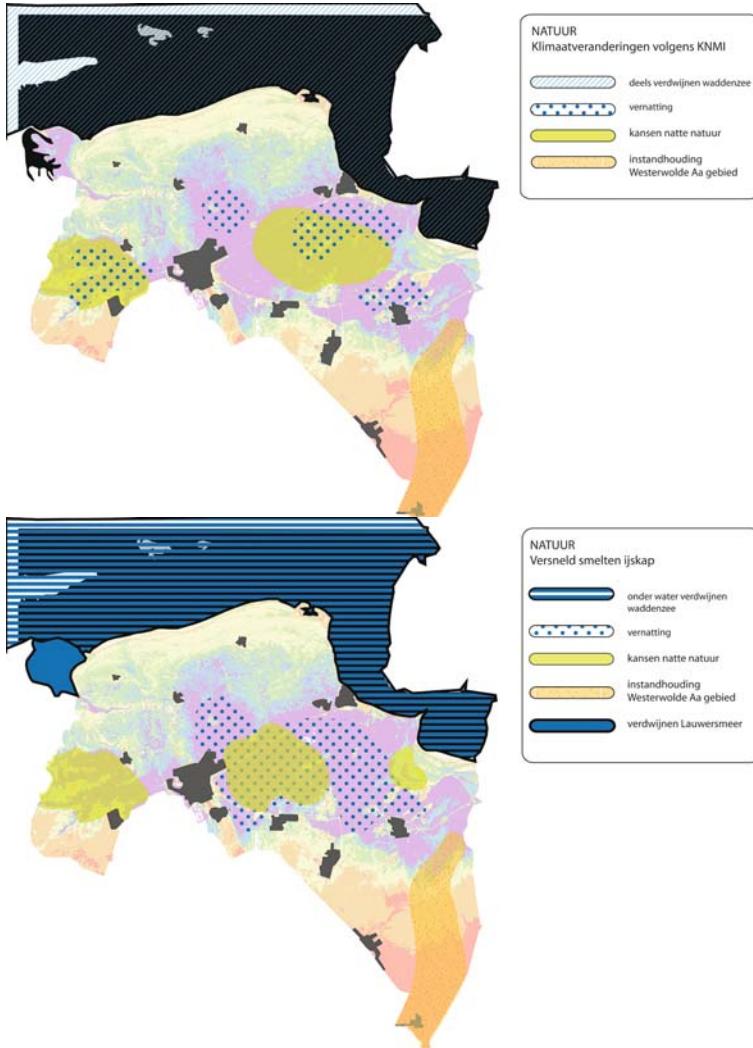 NATUUR
Klimaatveranderingen volgens KNMI
deels verdwijnen waddenzee
vernatting
kansen natte natuur
instandhouding
Westerwolde Aa gebied
NATUUR
Versneld smelten ijskap
onder water verdwijnen
waddenzee
vernatting
kansen natte natuur
instandhouding
Westerwolde Aa gebied
verdwijnen Lauwersmeer